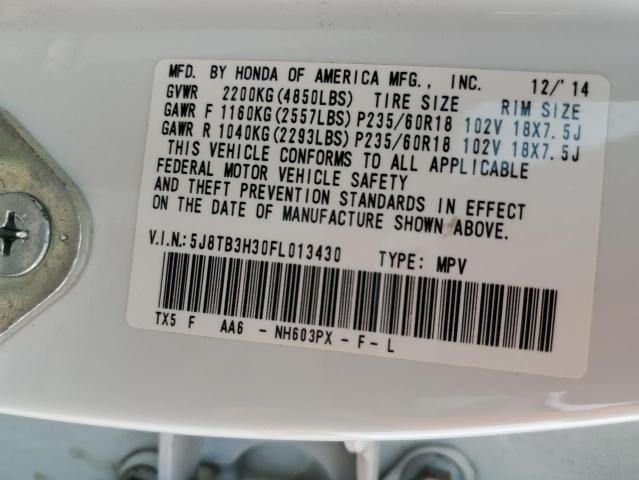 MFD. BY HONDA OF AMERICA MFG., INC. 12/'14
GVWR 2200KG(4850LBS) TIRE SIZE RIM SIZE
GAWR F 1160KG(2557LBS)P235/60R18 102V 18X7.5J
GAWR R 1040KG(2293LBS)P235/60R18 102V 18X7.5J
THIS VEHICLE CONFORMS TO ALL APPLICABLE
FEDERAL MOTOR VEHICLE SAFETY
AND THEFT PREVENTION STANDARDS IN EFFECT
ON THE DATE OF MANUFACTURE SHOWN ABOVE.
V.I.N.:5J8TB3H30FL013430 TYPE: MPV
TX5 F AA6 - NH603PX - F - L